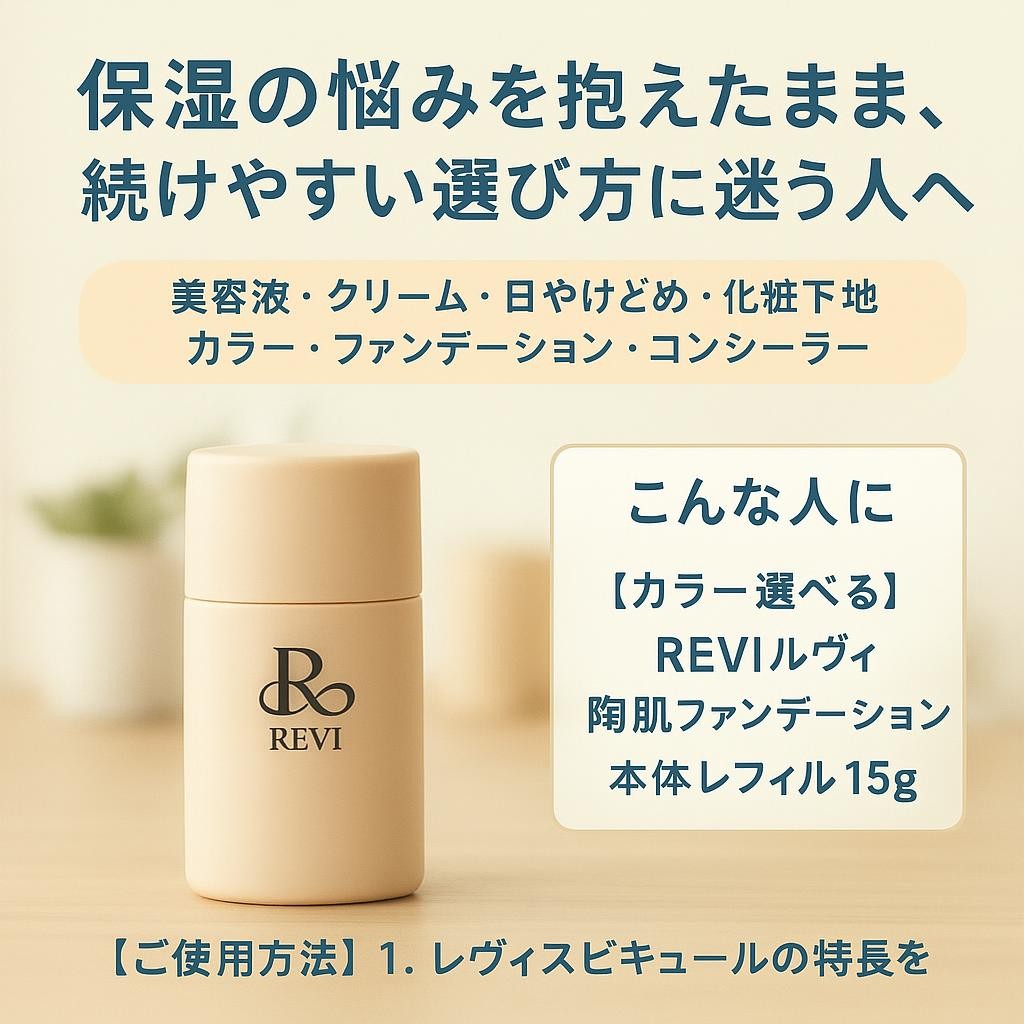 保湿の悩みを抱えたまま、
続けやすい選び方に迷う人へ
美容液・クリーム・日やけどめ・化粧下地
カラー・ファンデーション・コンシーラー
R
REVI
こんな人に
【カラー選べる】
REVIルヴィ
陶肌ファンデーション
本体レフィル15g
【ご使用方法】1. レヴィスピキュールの特長を